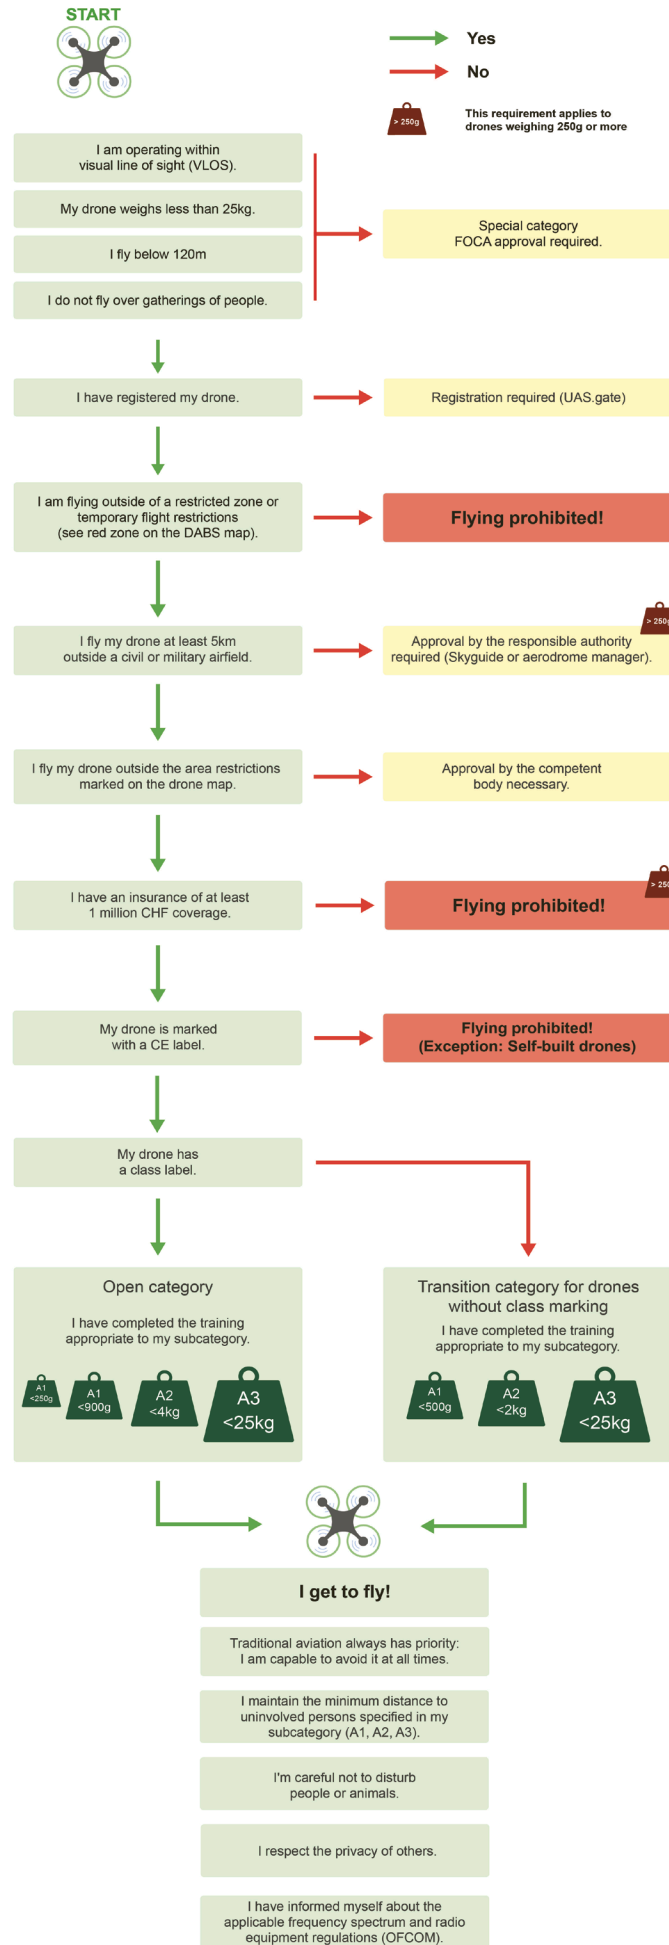 START
Yes
No
> 250g
This requirement applies to
drones weighing 250g or more
I am operating within
visual line of sight (VLOS).
My drone weighs less than 25kg.
I fly below 120m
I do not fly over gatherings of people.
Special category
FOCA approval required.
I have registered my drone.
Registration required (UAS.gate)
I am flying outside of a restricted zone or
temporary flight restrictions
(see red zone on the DABS map).
Flying prohibited!
I fly my drone at least 5km
outside a civil or military airfield.
> 250g
Approval by the responsible authority
required (Skyguide or aerodrome manager).
I fly my drone outside the area restrictions
marked on the drone map.
Approval by the competent
body necessary.
I have an insurance of at least
1 million CHF coverage.
> 250
Flying prohibited!
My drone is marked
with a CE label.
Flying prohibited!
(Exception: Self-built drones)
My drone has
a class label.
Open category
I have completed the training
appropriate to my subcategory.
A1
<250g
A1
<900g
A2
<4kg
A3
<25kg
Transition category for drones
without class marking
I have completed the training
appropriate to my subcategory.
A1
<500g
A2
<2kg
A3
<25kg
I get to fly!
Traditional aviation always has priority:
I am capable to avoid it at all times.
I maintain the minimum distance to
uninvolved persons specified in my
subcategory (A1, A2, A3).
I'm careful not to disturb
people or animals.
I respect the privacy of others.
I have informed myself about the
applicable frequency spectrum and radio
equipment regulations (OFCOM).